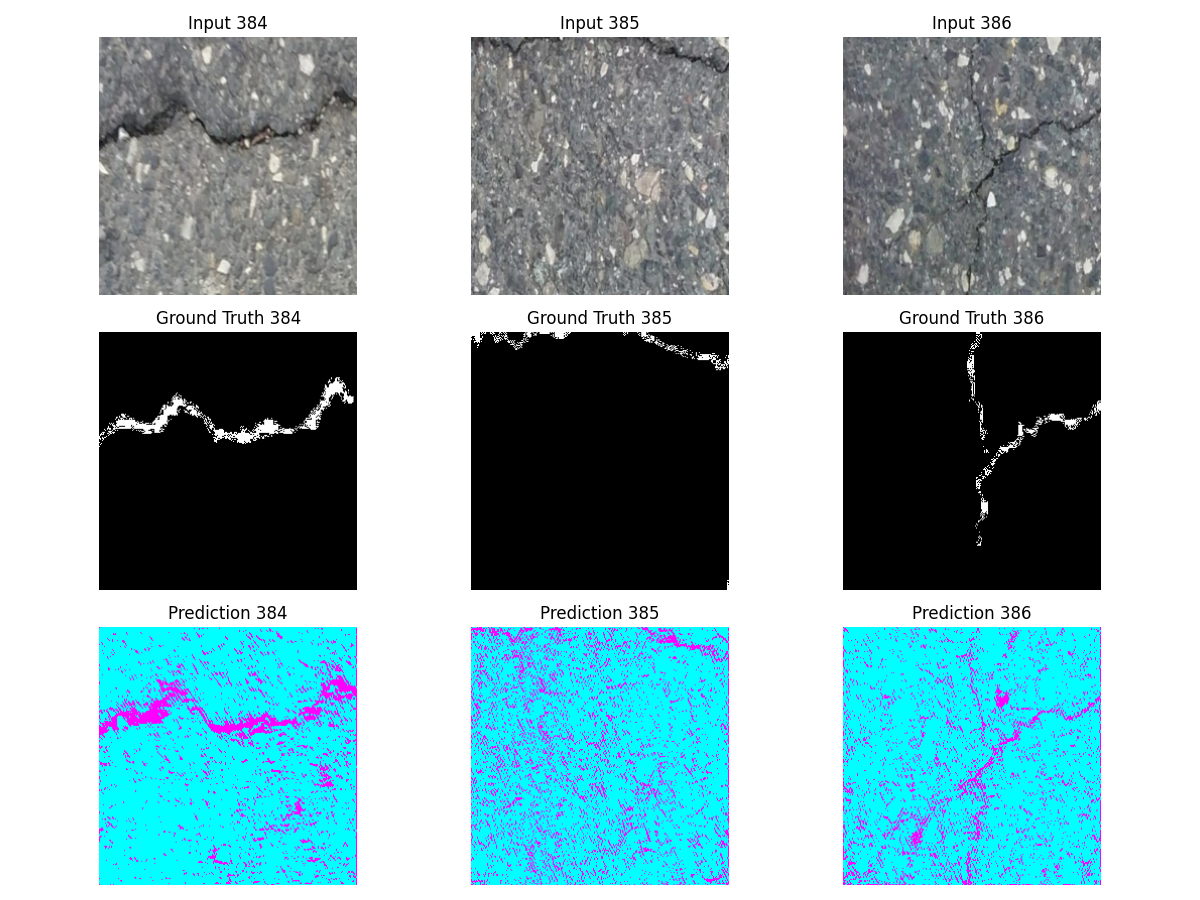 Input 384
Input 385
Input 386
Ground Truth 384
Ground Truth 385
Ground Truth 386
Prediction 384
Prediction 385
Prediction 386